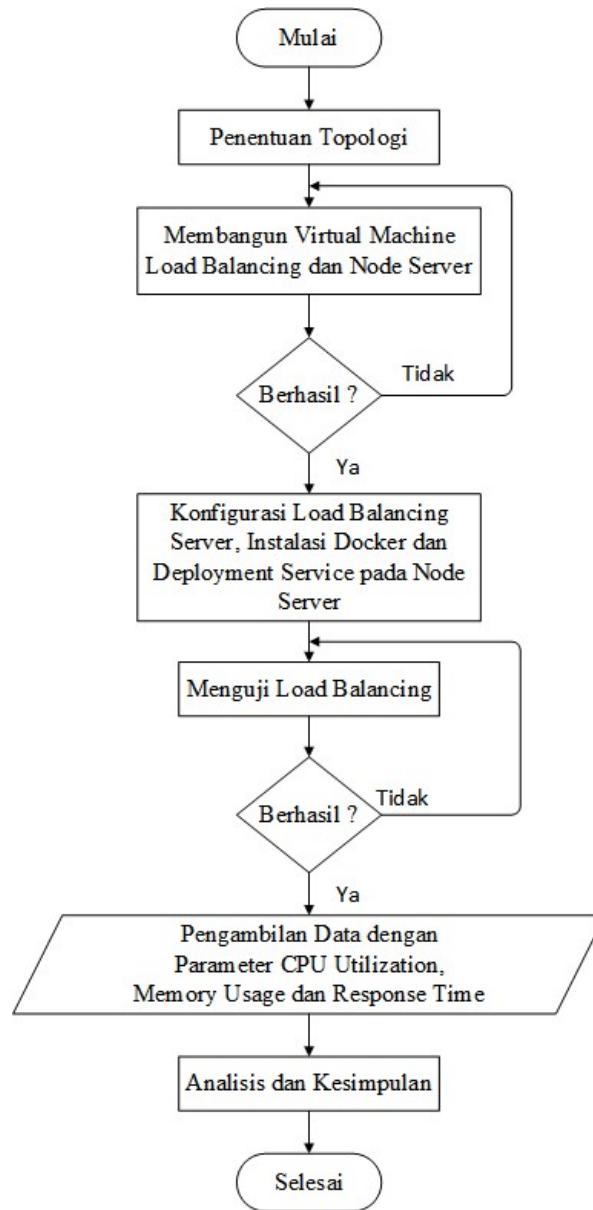 Mulai
Penentuan Topologi
Membangun Virtual Machine
Load Balancing dan Node Server
Berhasil ?
Tidak
Ya
Konfigurasi Load Balancing
Server, Instalasi Docker dan
Deployment Service pada Node
Server
Menguji Load Balancing
Berhasil ?
Tidak
Ya
Pengambilan Data dengan
Parameter CPU Utilization,
Memory Usage dan Response Time
Analisis dan Kesimpulan
Selesai